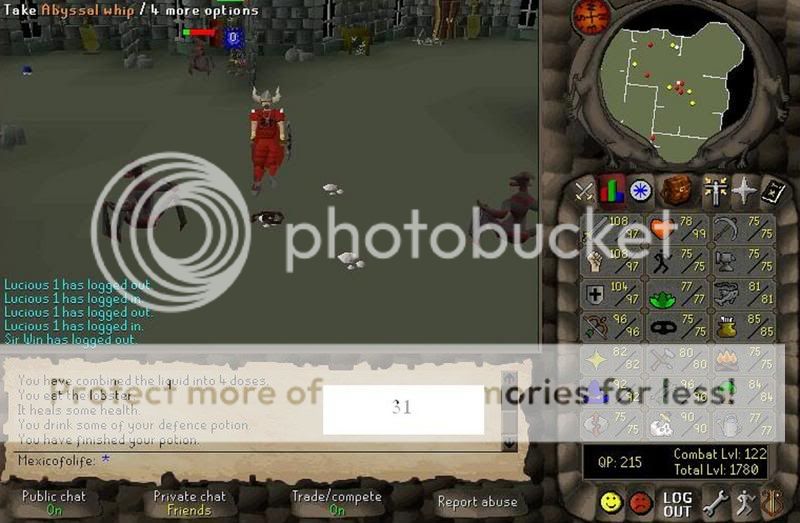 Take Abyssal whip / 4 more options
0
photobucket
Lucious 1 has logged out.
Lucious 1 has logged in.
Lucious 1 has logged out.
Lucious 1 has logged in.
Sir Win has logged out.
108 97
78 99
75 75
108 97
75 75
75 75
104 97
77 77
81 81
96 96
75 75
85 85
82 82
80 80
75 75
84
75 75
90 90
77 77
Protect more of your memories for less!
You have combined the liquid into 4 doses.
You eat the lobster.
It heals some health.
You drink some of your defence potion.
You have finished your potion.
31
Mexicofolife: *
QP: 215
Combat Lvl: 122
Total Lvl: 1780
Public chat
On
Private chat
Friends
Trade/compete
On
Report abuse
LOG
OUT